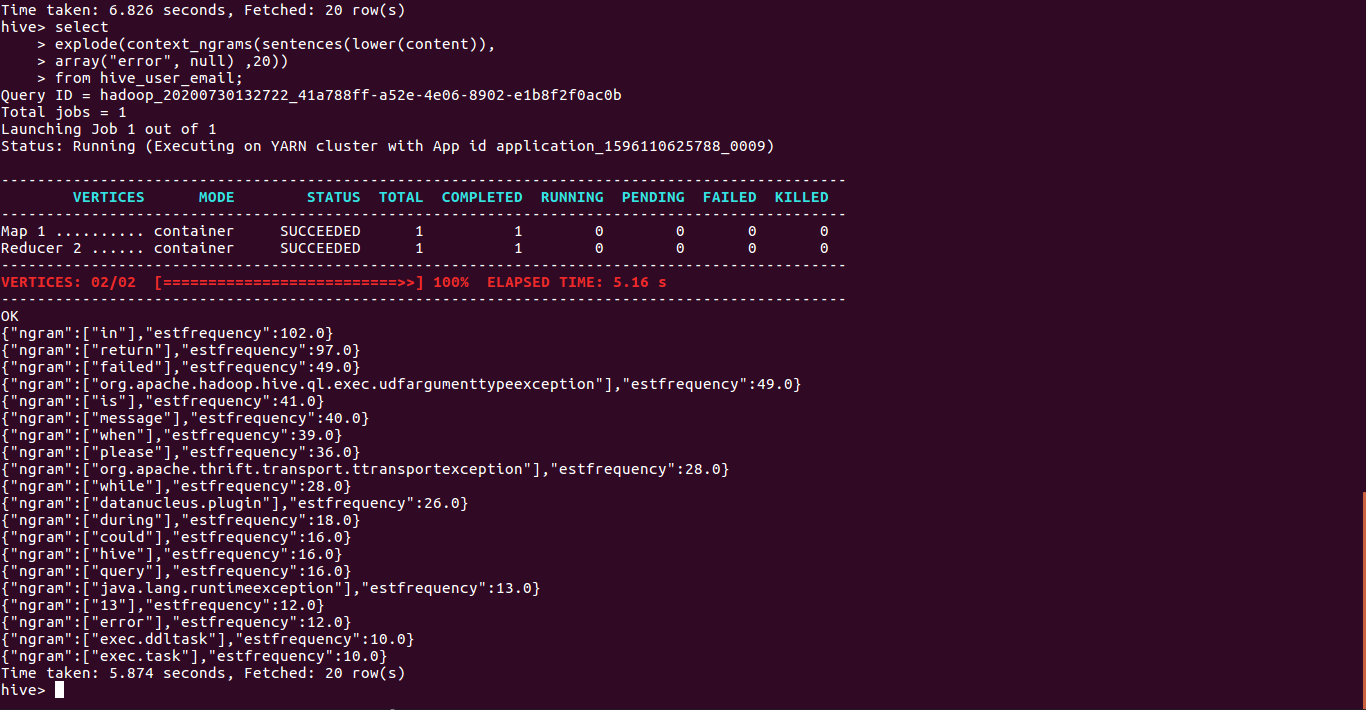 Time taken: 6.826 seconds, Fetched: 20 row(s)
hive> select
    > explode(context_ngrams(sentences(lower(content)),
    > array("error", null) ,20))
    > from hive_user_email;
Query ID = hadoop_20200730132722_41a788ff-a52e-4e06-8902-e1b8f2f0ac0b
Total jobs = 1
Launching Job 1 out of 1
Status: Running (Executing on YARN cluster with App id application_1596110625788_0009)
----------------------------------------------------------------------------------------------
        VERTICES      MODE        STATUS  TOTAL  COMPLETED  RUNNING  PENDING  FAILED  KILLED
----------------------------------------------------------------------------------------------
Map 1 .......... container     SUCCEEDED      1          1        0        0       0       0
Reducer 2 ...... container     SUCCEEDED      1          1        0        0       0       0
----------------------------------------------------------------------------------------------
VERTICES: 02/02  [==========================>>] 100%  ELAPSED TIME: 5.16 s
----------------------------------------------------------------------------------------------
OK
{"ngram":["in"],"estfrequency":102.0}
{"ngram":["return"],"estfrequency":97.0}
{"ngram":["failed"],"estfrequency":49.0}
{"ngram":["org.apache.hadoop.hive.ql.exec.udfargumenttypeexception"],"estfrequency":49.0}
{"ngram":["is"],"estfrequency":41.0}
{"ngram":["message"],"estfrequency":40.0}
{"ngram":["when"],"estfrequency":39.0}
{"ngram":["please"],"estfrequency":36.0}
{"ngram":["org.apache.thrift.transport.ttransportexception"],"estfrequency":28.0}
{"ngram":["while"],"estfrequency":28.0}
{"ngram":["datanucleus.plugin"],"estfrequency":26.0}
{"ngram":["during"],"estfrequency":18.0}
{"ngram":["could"],"estfrequency":16.0}
{"ngram":["hive"],"estfrequency":16.0}
{"ngram":["query"],"estfrequency":16.0}
{"ngram":["java.lang.runtimeexception"],"estfrequency":13.0}
{"ngram":["13"],"estfrequency":12.0}
{"ngram":["error"],"estfrequency":12.0}
{"ngram":["exec.ddltask"],"estfrequency":10.0}
{"ngram":["exec.task"],"estfrequency":10.0}
Time taken: 5.874 seconds, Fetched: 20 row(s)
hive>